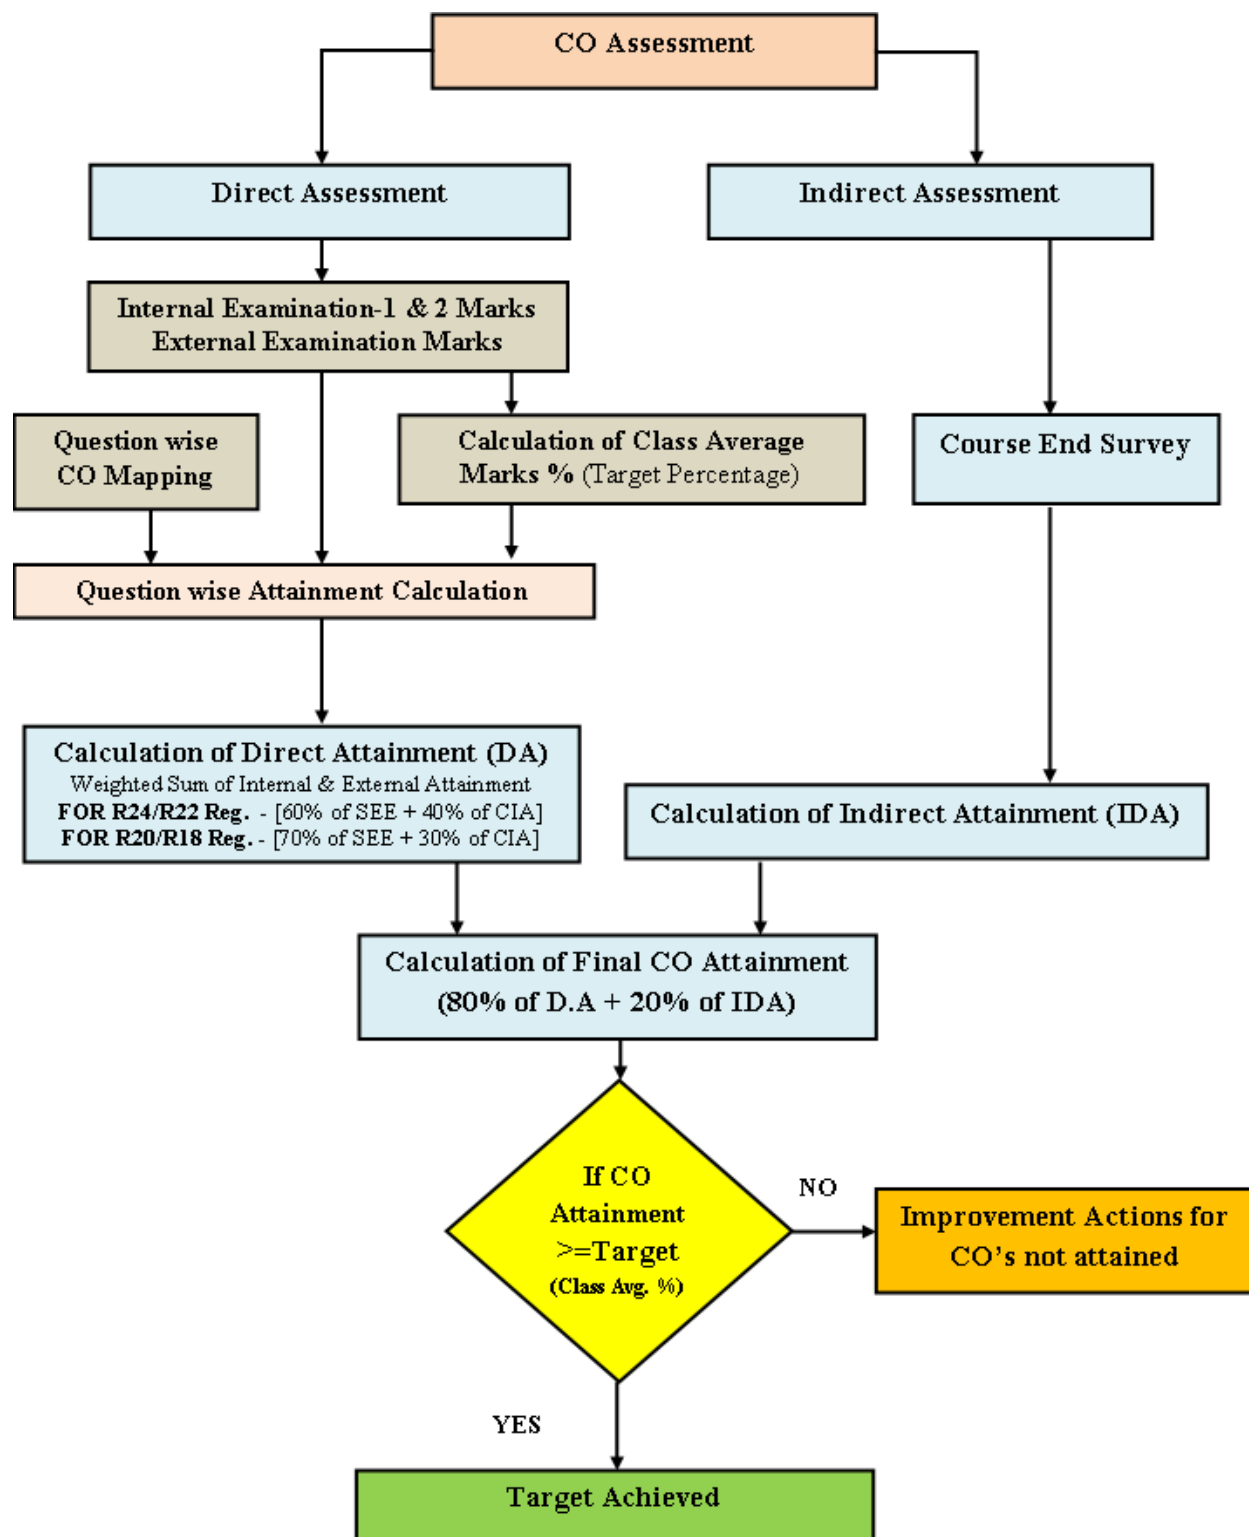 CO Assessment
Direct Assessment
Indirect Assessment
Internal Examination-1 & 2 Marks
External Examination Marks
Question wise
CO Mapping
Calculation of Class Average
Marks % (Target Percentage)
Course End Survey
Question wise Attainment Calculation
Calculation of Direct Attainment (DA)
Weighted Sum of Internal & External Attainment
FOR R24/R22 Reg. - [60% of SEE + 40% of CIA]
FOR R20/R18 Reg. - [70% of SEE + 30% of CIA]
Calculation of Indirect Attainment (IDA)
Calculation of Final CO Attainment
(80% of D.A + 20% of IDA)
If CO
Attainment
>=Target
(Class Avg. %)
NO
Improvement Actions for
CO’s not attained
YES
Target Achieved